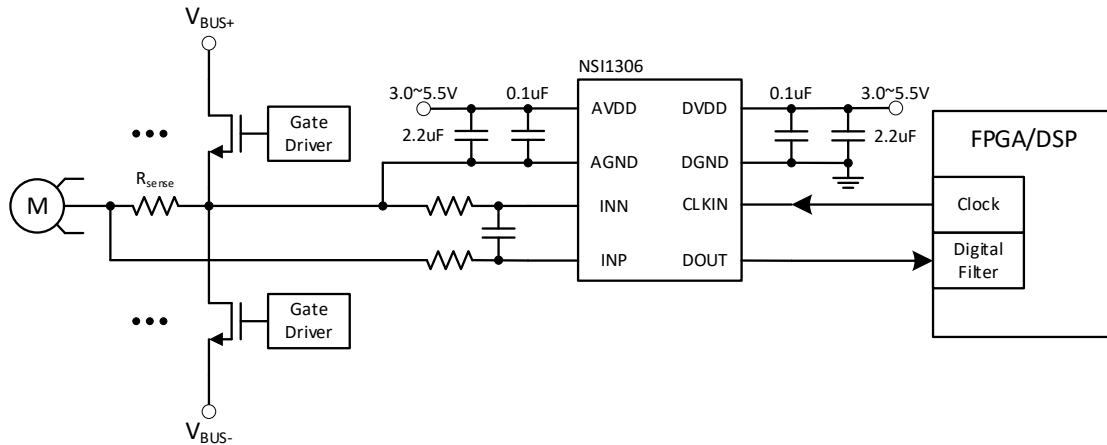 VBUS+
NSI1306
3.0~5.5V
0.1uF
AVDD
DVDD
0.1uF
3.0~5.5V
Gate
Driver
2.2uF
2.2uF
FPGA/DSP
AGND
DGND
Rsense
M
INN
CLKIN
Clock
INP
DOUT
Digital
Filter
Gate
Driver
VBUS-